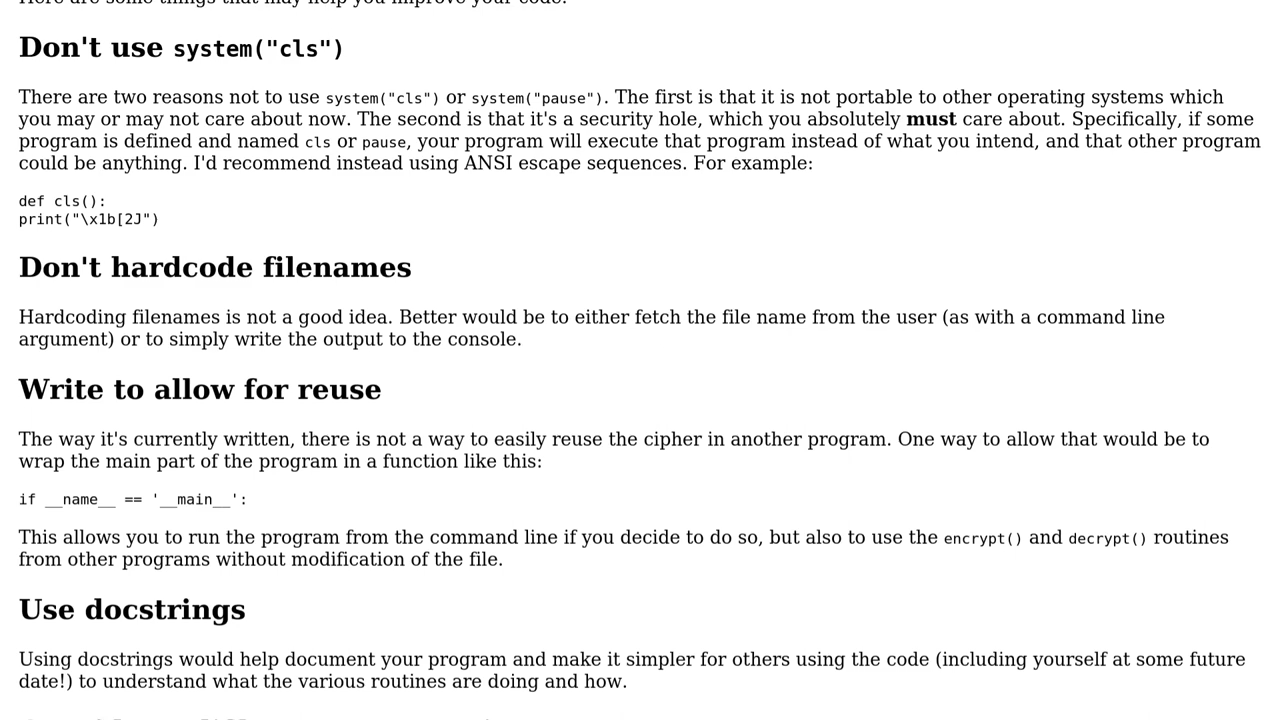 Here are some things that may help you improve your code.
Don't use system("cls")
There are two reasons not to use system("cls") or system("pause"). The first is that it is not portable to other operating systems which
you may or may not care about now. The second is that it's a security hole, which you absolutely must care about. Specifically, if some
program is defined and named cls or pause, your program will execute that program instead of what you intend, and that other program
could be anything. I'd recommend instead using ANSI escape sequences. For example:
def cls():
print("\x1b[2J")
Don't hardcode filenames
Hardcoding filenames is not a good idea. Better would be to either fetch the file name from the user (as with a command line
argument) or to simply write the output to the console.
Write to allow for reuse
The way it's currently written, there is not a way to easily reuse the cipher in another program. One way to allow that would be to
wrap the main part of the program in a function like this:
if __name__ == '__main__':
This allows you to run the program from the command line if you decide to do so, but also to use the encrypt() and decrypt() routines
from other programs without modification of the file.
Use docstrings
Using docstrings would help document your program and make it simpler for others using the code (including yourself at some future
date!) to understand what the various routines are doing and how.